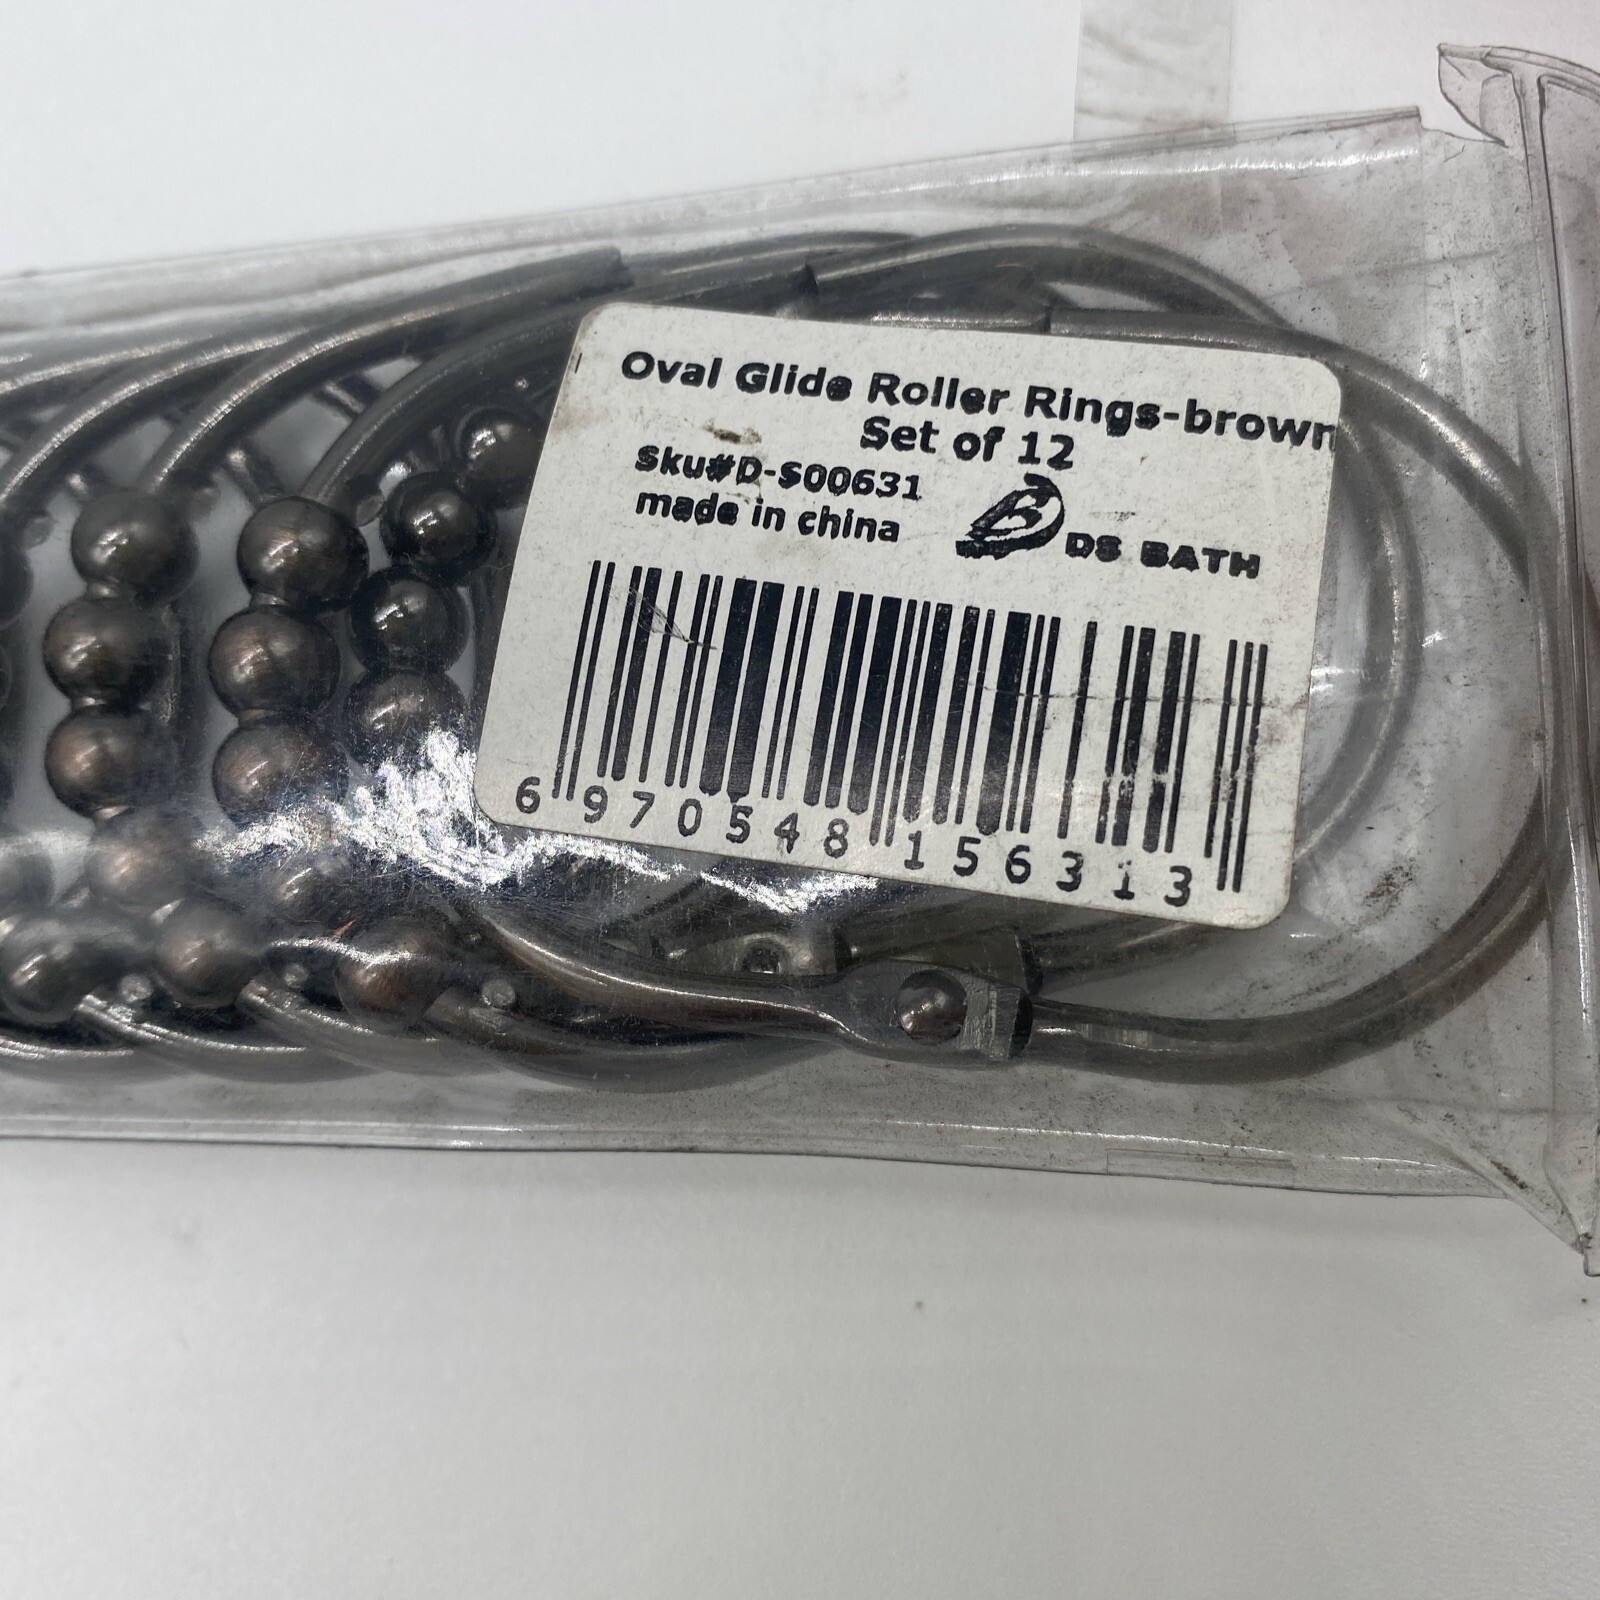 Oval Glide Roller Rings-brown
Set of 12
Sku#D-S00631
made in china
DS BATH
6 970548 156313